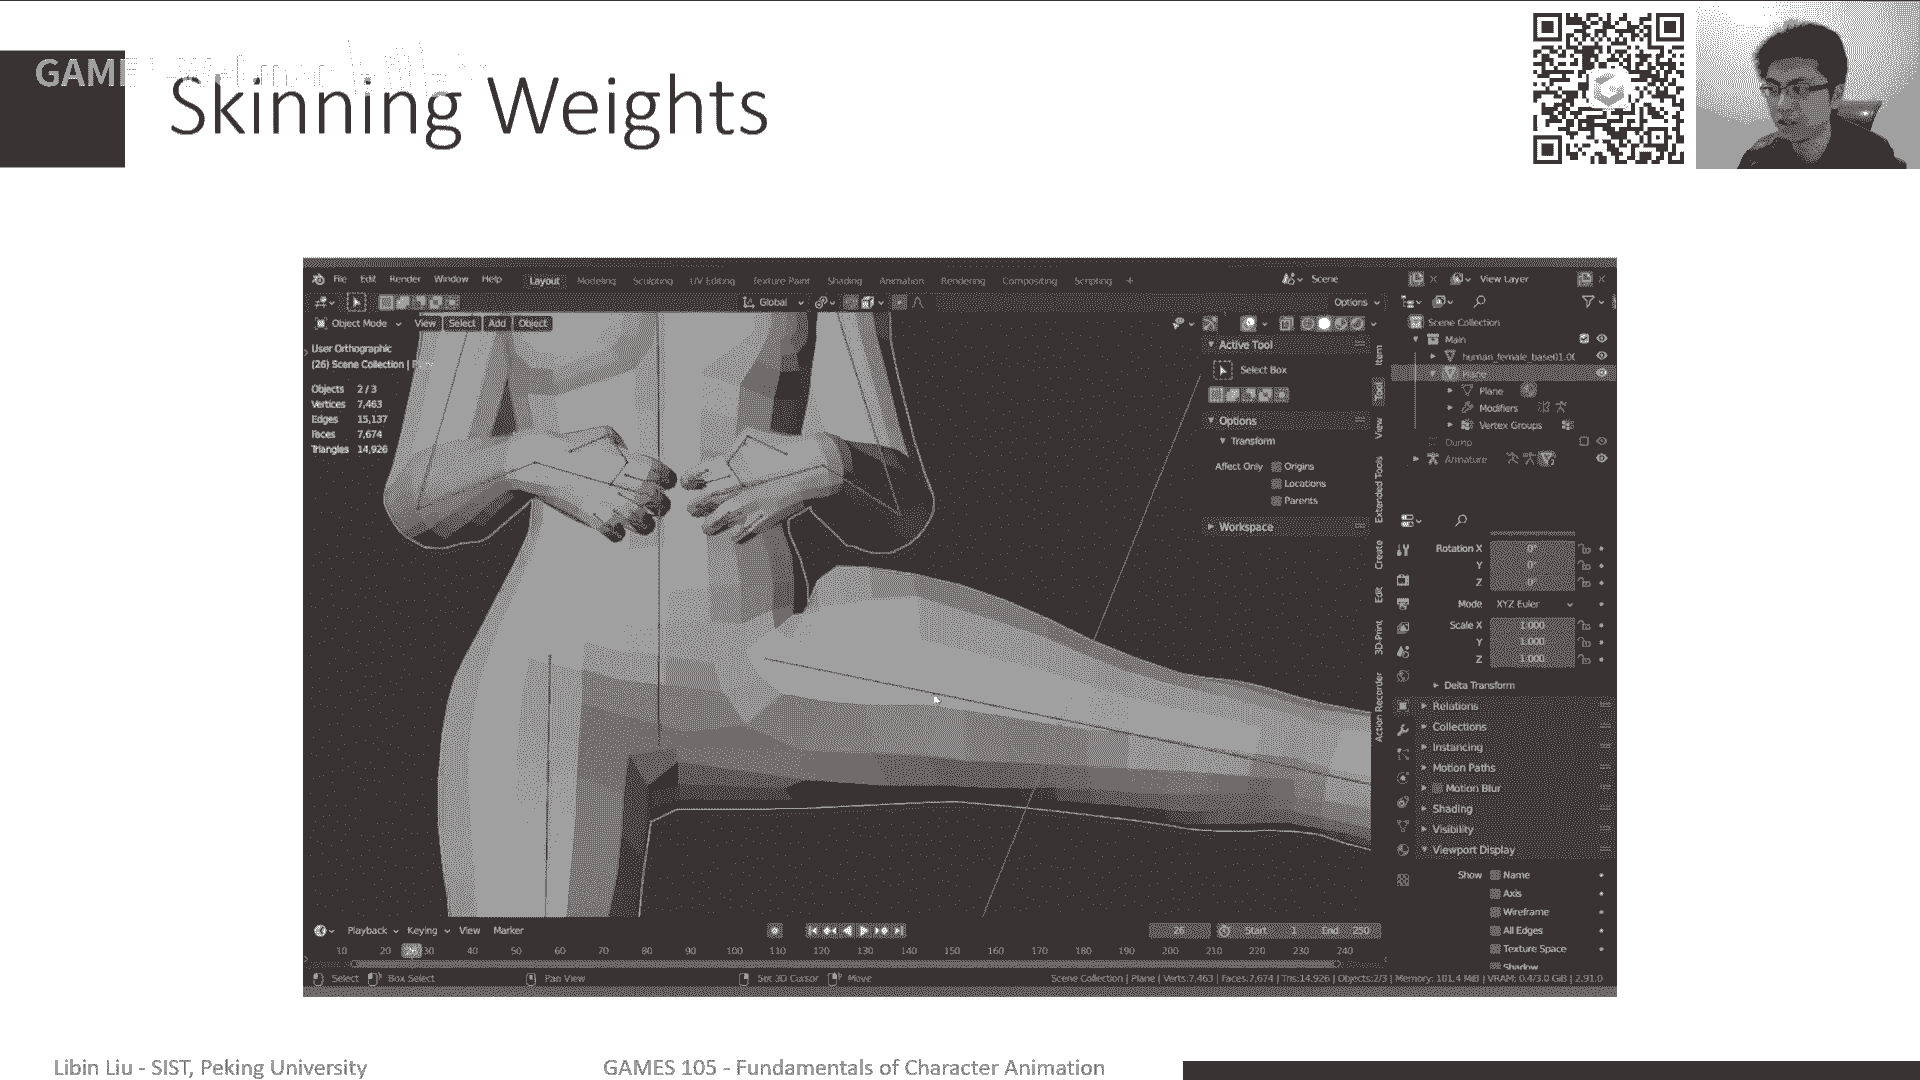 GAME
Skinning Weights
File Edit Render Window Help Layout Modeling Sculpting UV Editing Texture Paint Shading Animation Rendering Compositing Scripting + Scene View Layer
Global Options
Object Mode View Select Add Object
User Orthographic
(26) Scene Collection |
Objects 2/3
Vertices 7,463
Edges 15,137
Faces 7,674
Triangles 14,926
Active Tool
Select Box
Options
Transform
Affect Only Origins
Locations
Parents
Workspace
Item
Tool
View
Extended Tools
Create
Edit
3D-Print
Action Recorder
Scene Collection
Main
human_female_base01.0
Plane
Plane
Modifiers
Vertex Groups
Dump
Armature
Rotation X 0°
Y 0°
Z 0°
Mode XYZ Euler
Scale X 1.000
Y 1.000
Z 1.000
Delta Transform
Relations
Collections
Instancing
Motion Paths
Motion Blur
Shading
Visibility
Viewport Display
Show Name
Axis
Wireframe
All Edges
Texture Space
Shadow
Playback Keying View Marker 26 Start 1 End 250
10 20 26 30 40 50 60 70 80 90 100 110 120 130 140 150 160 170 180 190 200 210 220 230 240
Select Box Select Pan View Set 3D Cursor Move Scene Collection | Plane | Verts:7,463 | Faces:7,674 | Tris:14,926 | Objects:2/3 | Memory: 101.4 MiB | VRAM: 0.4/3.0 GiB | 2.91.0
Libin Liu - SIST, Peking University
GAMES 105 - Fundamentals of Character Animation